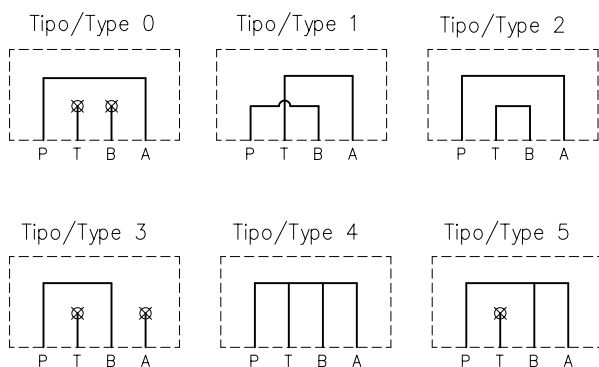 Tipo/Type 0
Tipo/Type 1
Tipo/Type 2
P T B A
P T B A
P T B A
Tipo/Type 3
Tipo/Type 4
Tipo/Type 5
P T B A
P T B A
P T B A